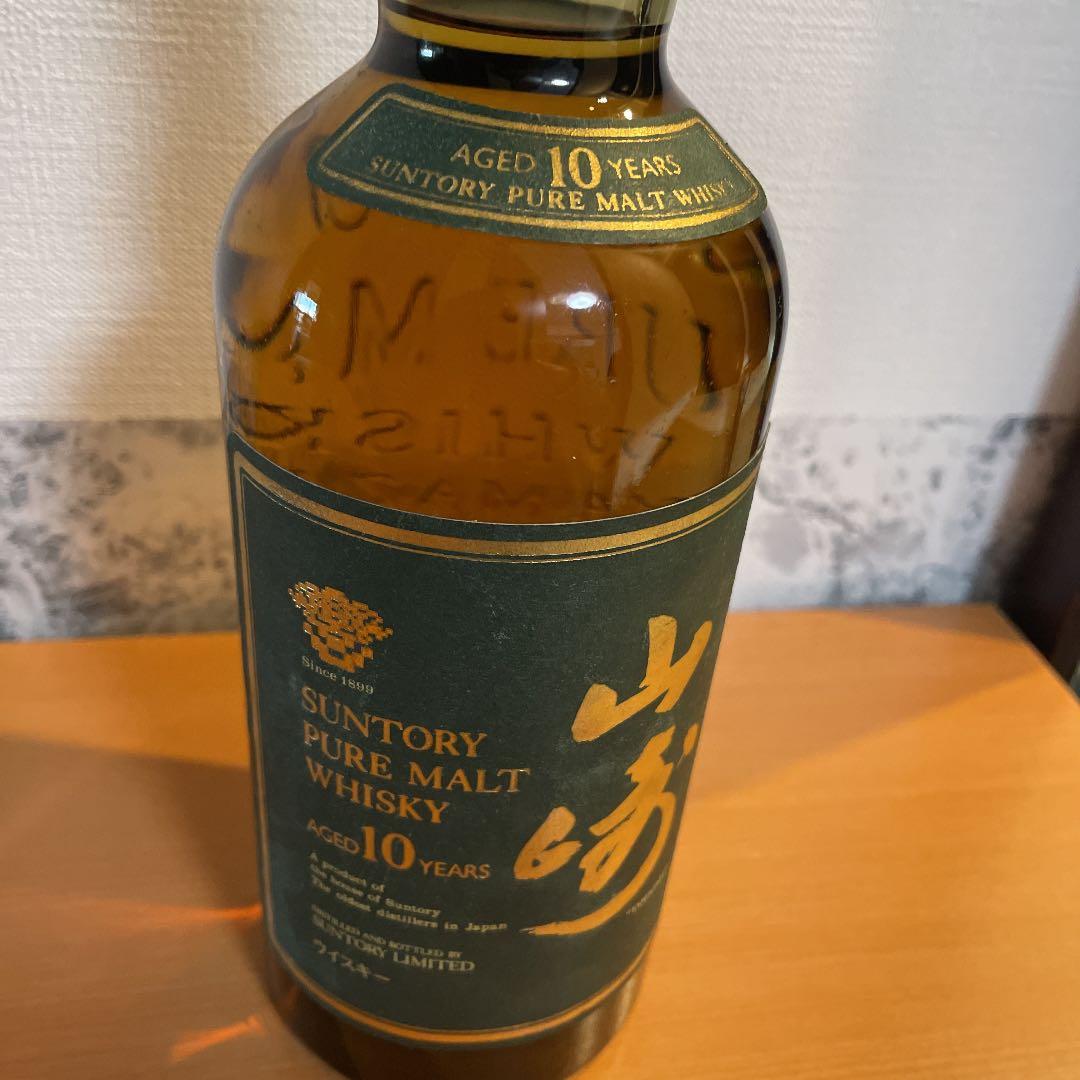 AGED 10 YEARS
SUNTORY PURE MALT WHISKY
Since 1899
SUNTORY
PURE MALT
WHISKY
AGED 10 YEARS
A product of
the house of Suntory
The oldest distillers in Japan
DISTILLED AND BOTTLED BY
SUNTORY LIMITED
ウイスキー
山崎